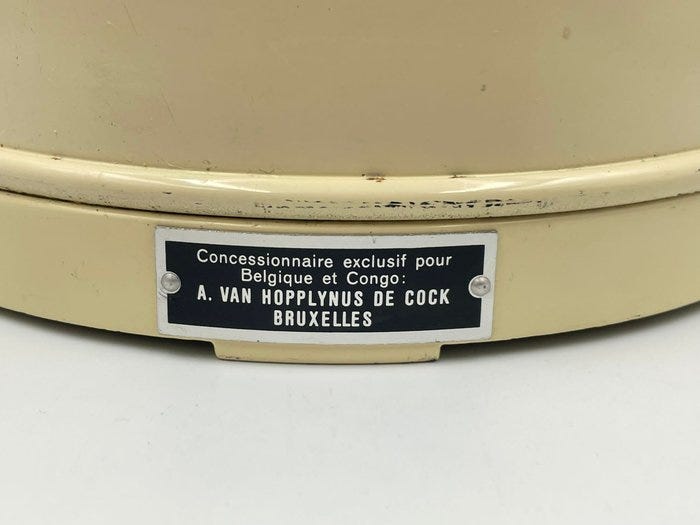 Concessionnaire exclusif pour
Belgique et Congo:
A. VAN HOPPLYNUS DE COCK
BRUXELLES